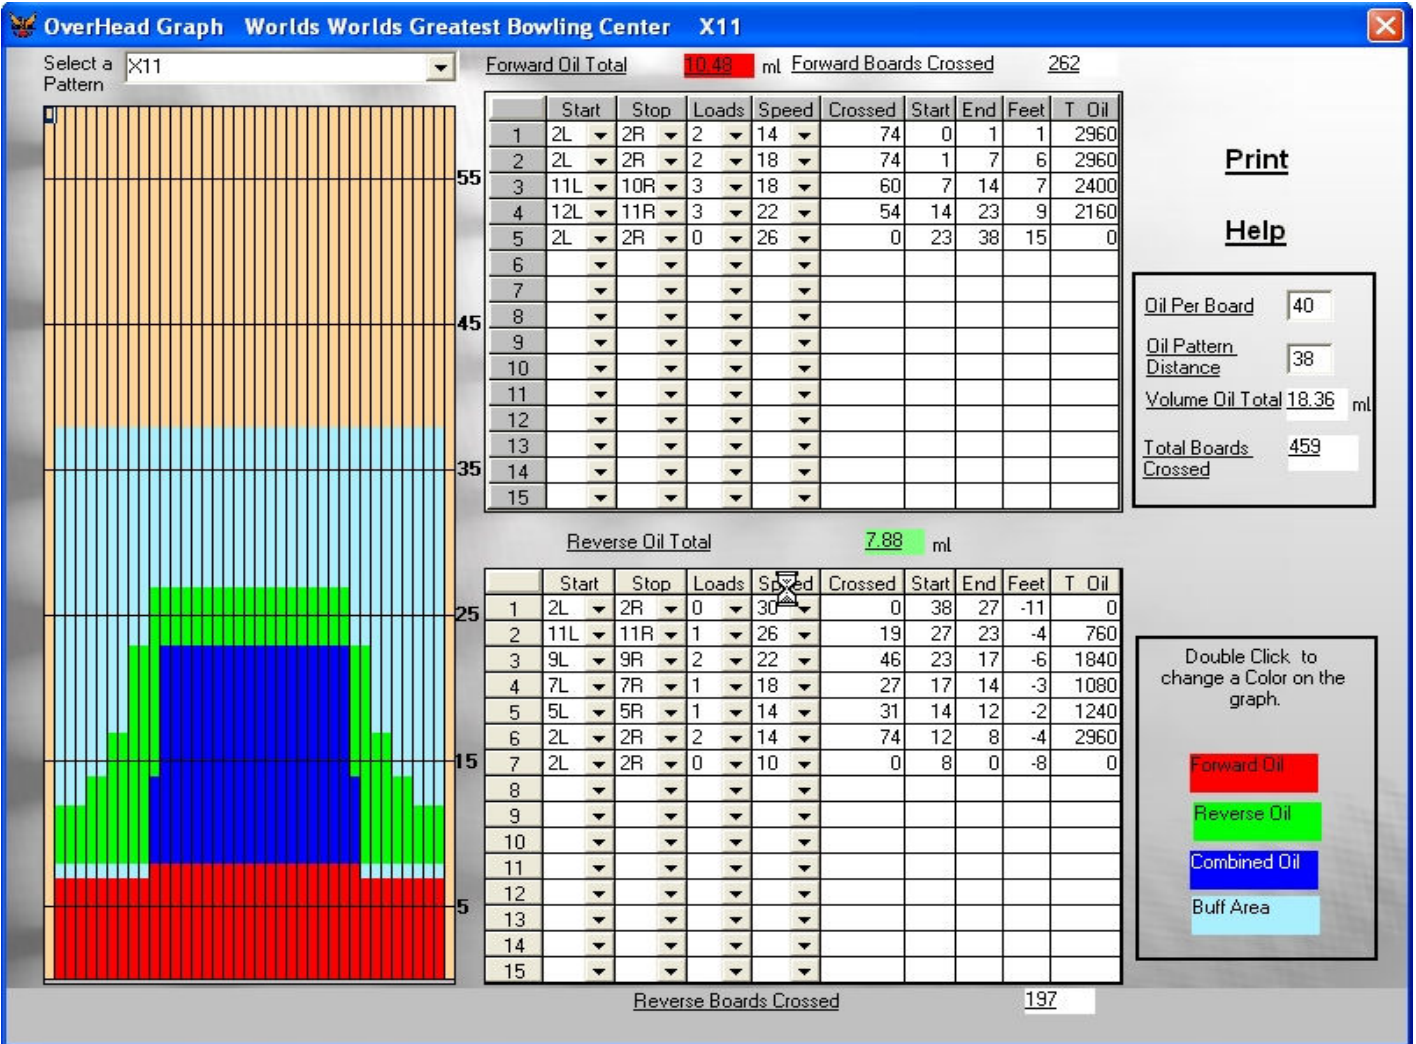 OverHead Graph Worlds Worlds Greatest Bowling Center X11
Select a Pattern X11
Forward Oil Total 10.48 ml Forward Boards Crossed 262
Start Stop Loads Speed Crossed Start End Feet T Oil
1 2L 2R 2 14 74 0 1 1 2960
2 2L 2R 2 18 74 1 7 6 2960
3 11L 10R 3 18 60 7 14 7 2400
4 12L 11R 3 22 54 14 23 9 2160
5 2L 2R 0 26 0 23 38 15 0
6
7
8
9
10
11
12
13
14
15
55
45
35
25
15
5
Print
Help
Oil Per Board 40
Oil Pattern Distance 38
Volume Oil Total 18.36 ml
Total Boards Crossed 459
Reverse Oil Total 7.88 ml
Start Stop Loads Speed Crossed Start End Feet T Oil
1 2L 2R 0 30 0 38 27 -11 0
2 11L 11R 1 26 19 27 23 -4 760
3 9L 9R 2 22 46 23 17 -6 1840
4 7L 7R 1 18 27 17 14 -3 1080
5 5L 5R 1 14 31 14 12 -2 1240
6 2L 2R 2 14 74 12 8 -4 2960
7 2L 2R 0 10 0 8 0 -8 0
8
9
10
11
12
13
14
15
Double Click to
change a Color on the
graph.
Forward Oil
Reverse Oil
Combined Oil
Buff Area
Reverse Boards Crossed 197